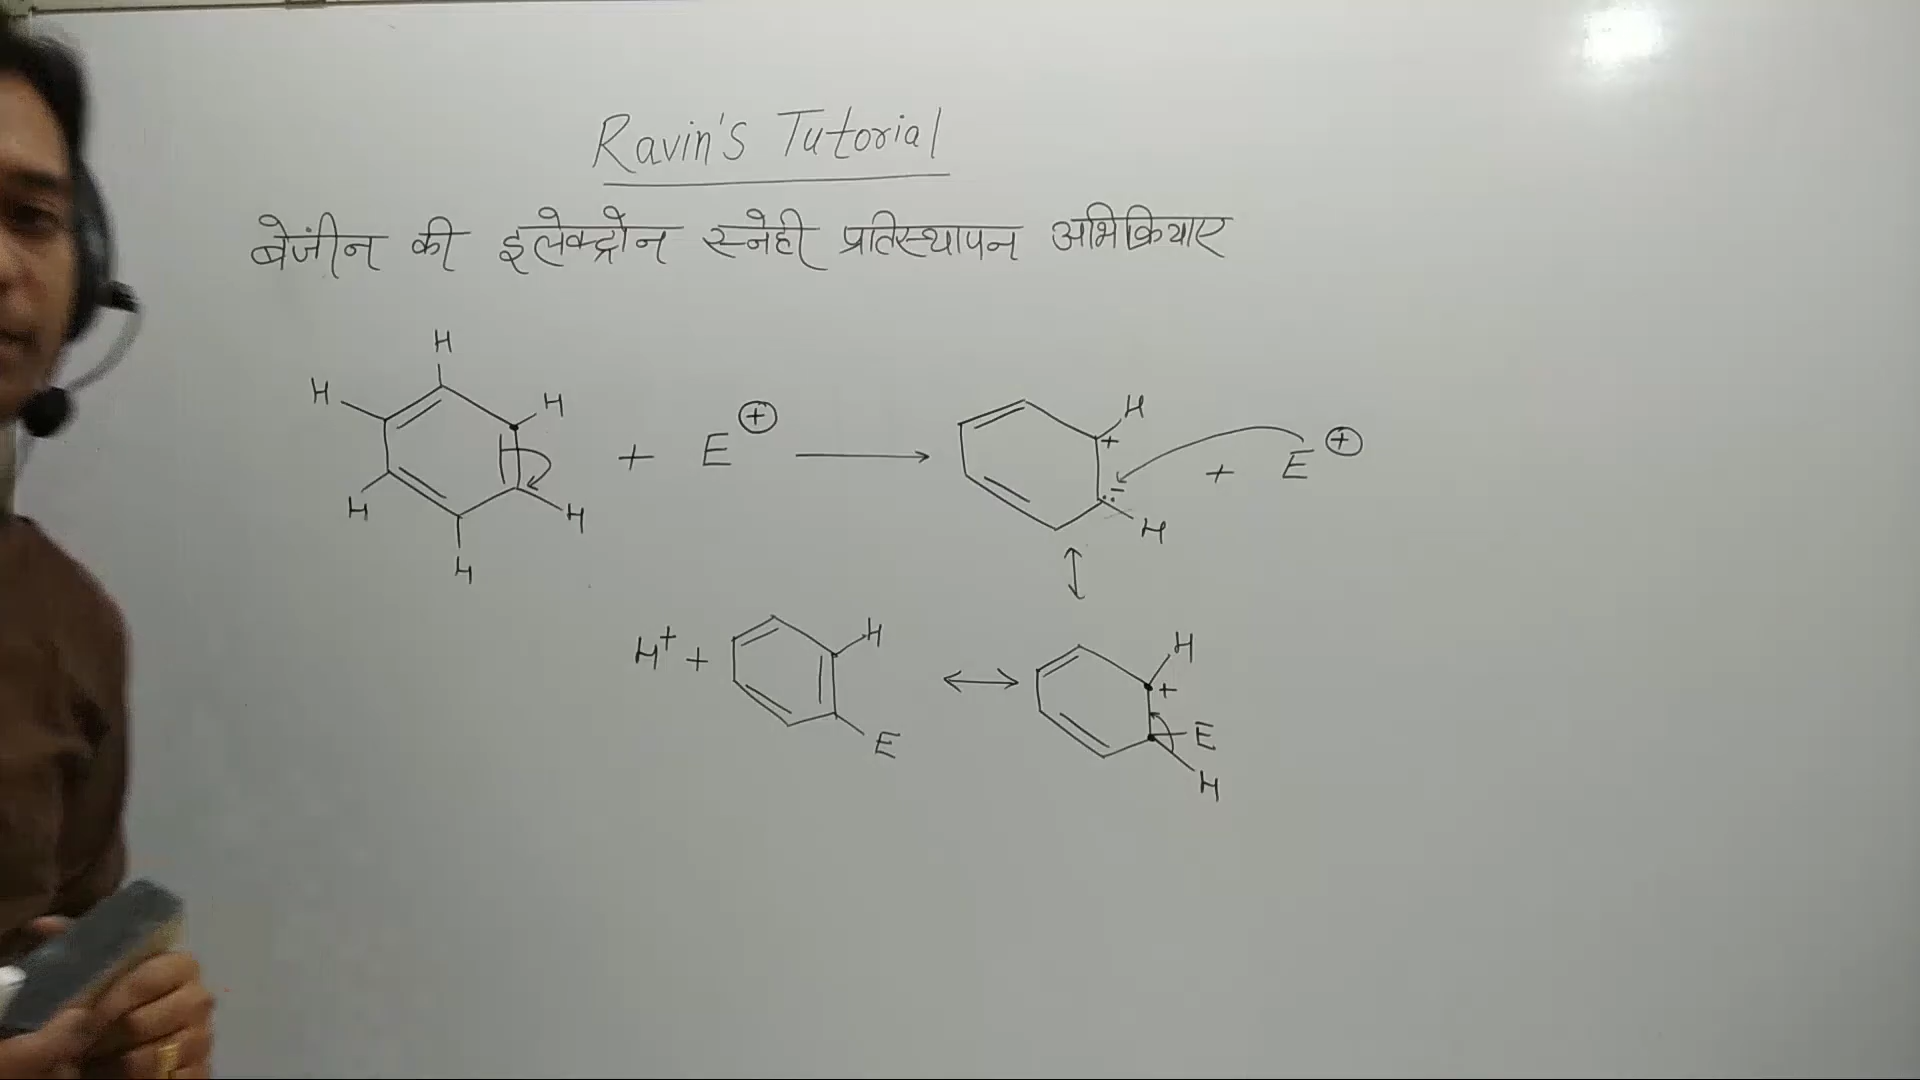 Ravin's Tutorial
बेजींन की इलेक्ट्रोन स्नेही प्रतिस्थापन अभिक्रियाए
H
H H
+ E⊕ ⟶ H + + E⊕
H H :− H
H
↕
H⁺ + H ⟷ H +
E E
H